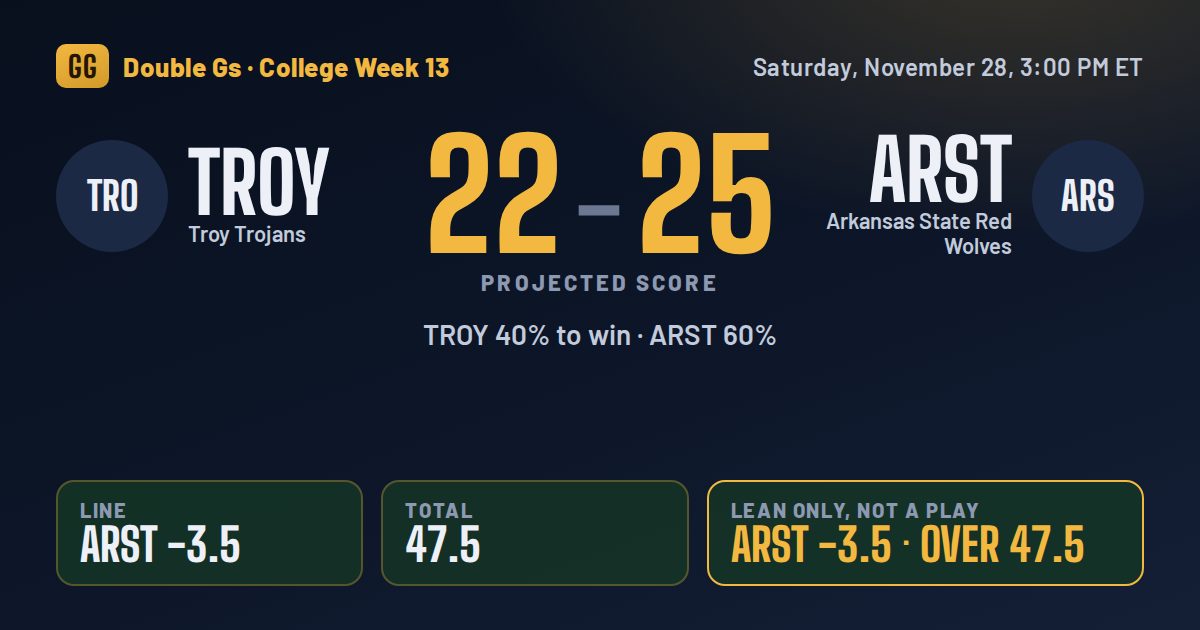 GG
Double Gs · College Week 13
Saturday, November 28, 3:00 PM ET
TRO
TROY
Troy Trojans
22 – 25
PROJECTED SCORE
TROY 40% to win · ARST 60%
ARST
Arkansas State Red
Wolves
ARS
LINE
ARST −3.5
TOTAL
47.5
LEAN ONLY, NOT A PLAY
ARST −3.5 · OVER 47.5